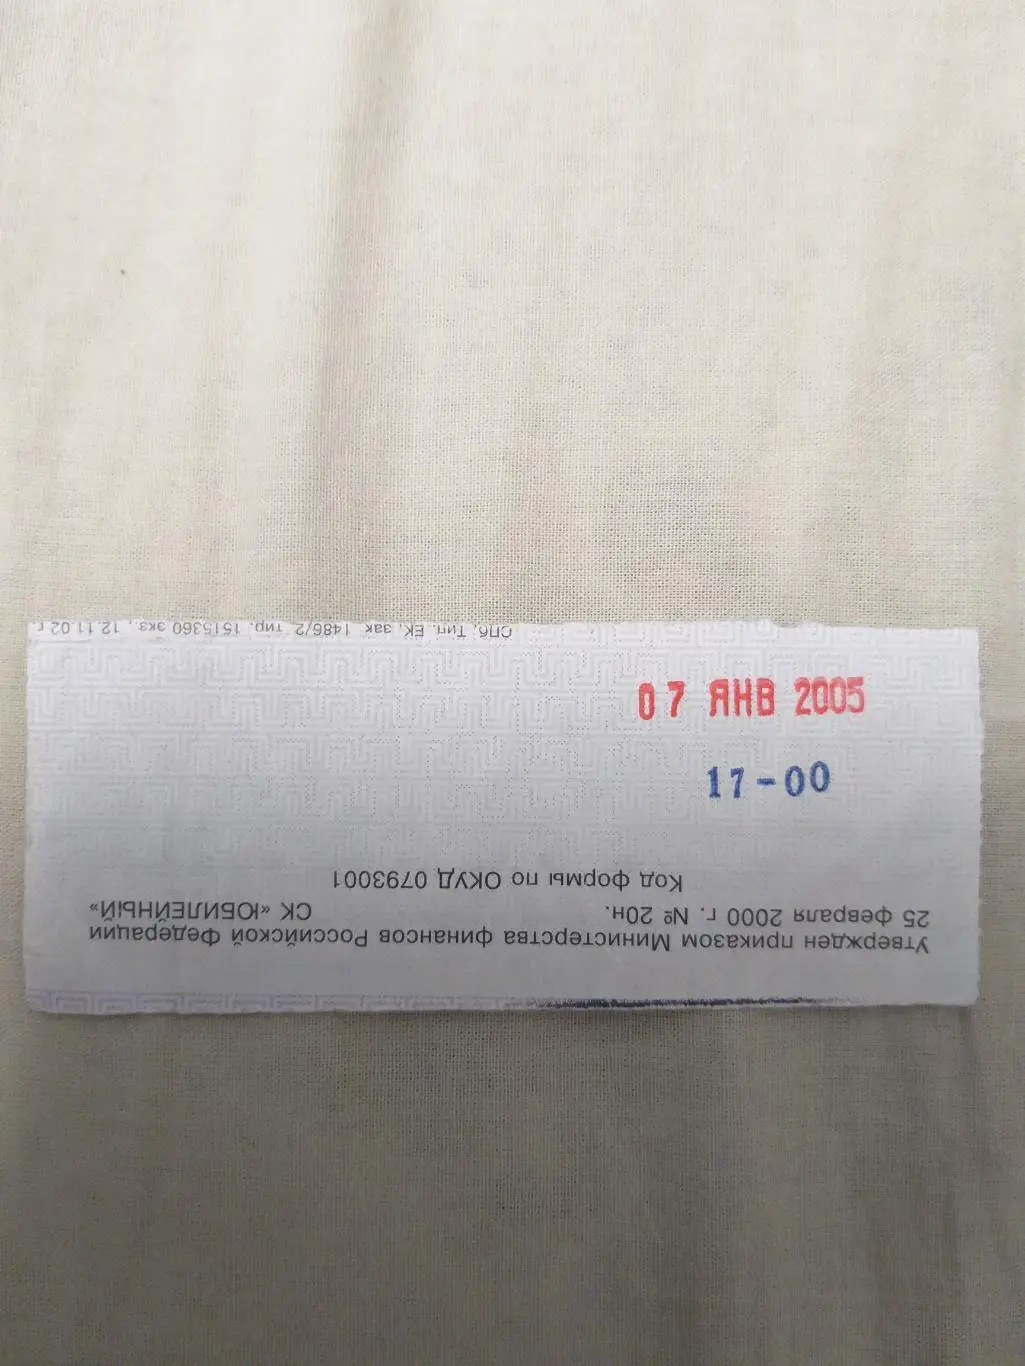 Утвержден приказом Министерства финансов Российской Федерации
25 февраля 2000 г. № 20н. СК «ЮБИЛЕЙНЫЙ»
Код формы по ОКУД 0793001
17-00
07 ЯНВ 2005
СПб, Тип. ЕК, зак 1486/2 тир. 1515360 экз., 12.11.02 г.